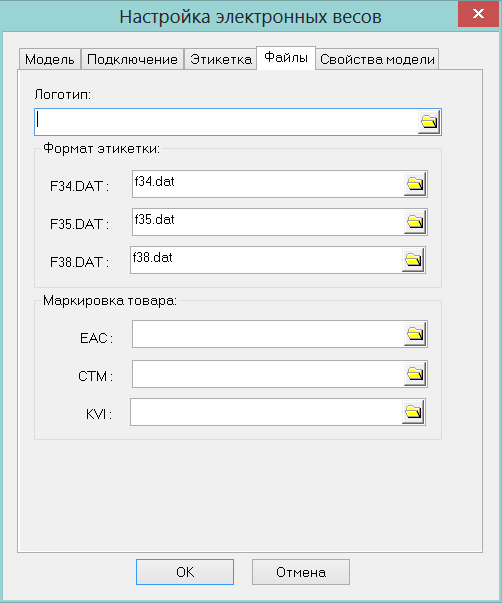 Настройка электронных весов
Модель Подключение Этикетка Файлы Свойства модели
Логотип:
Формат этикетки:
F34.DAT : f34.dat
F35.DAT : f35.dat
F38.DAT : f38.dat
Маркировка товара:
EAC :
СТМ :
KVI :
OK Отмена